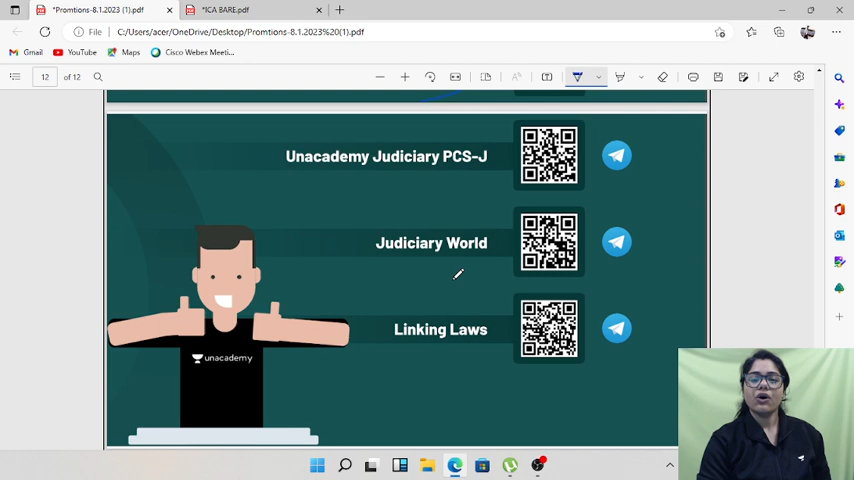 *Promtions-8.1.2023 (1).pdf
*ICA BARE.pdf
File
C:/Users/acer/OneDrive/Desktop/Promtions-8.1.2023%20(1).pdf
Gmail
YouTube
Maps
Cisco Webex Meeti...
12 of 12
Unacademy Judiciary PCS-J
Judiciary World
Linking Laws
unacademy